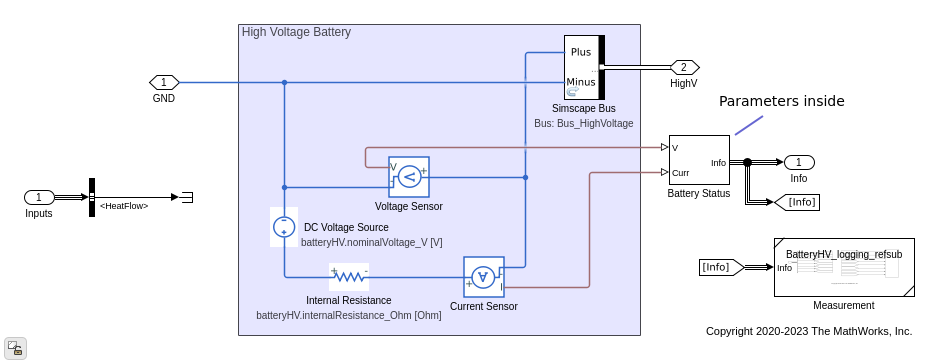 High Voltage Battery
Plus
Minus
Simscape Bus
Bus: Bus_HighVoltage
1
GND
2
HighV
Parameters inside
V
Curr
Info
Battery Status
1
Info
[Info]
V
+
-
V
Voltage Sensor
1
Inputs
<HeatFlow>
-
+
DC Voltage Source
batteryHV.nominalVoltage_V [V]
+
-
Internal Resistance
batteryHV.internalResistance_Ohm [Ohm]
A
+
-
I
Current Sensor
[Info]
Info
BatteryHV_logging_refsub
Measurement
Copyright 2020-2023 The MathWorks, Inc.